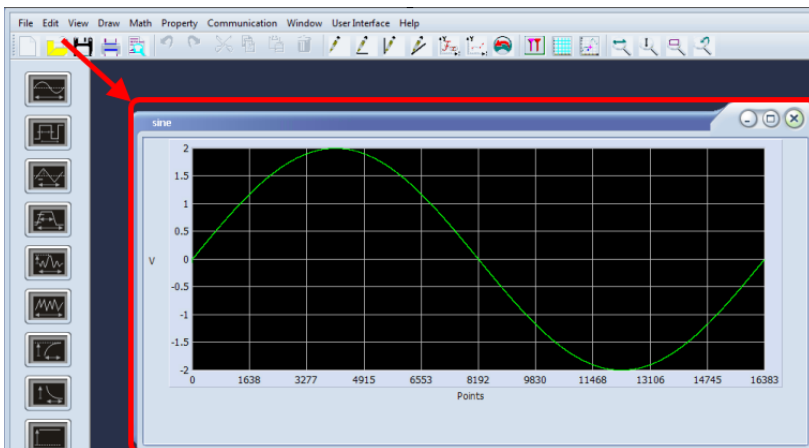 File Edit View Draw Math Property Communication Window User Interface Help
sine
2
1.5
1
0.5
V 0
-0.5
-1
-1.5
-2
0 1638 3277 4915 6553 8192 9830 11468 13106 14745 16383
Points